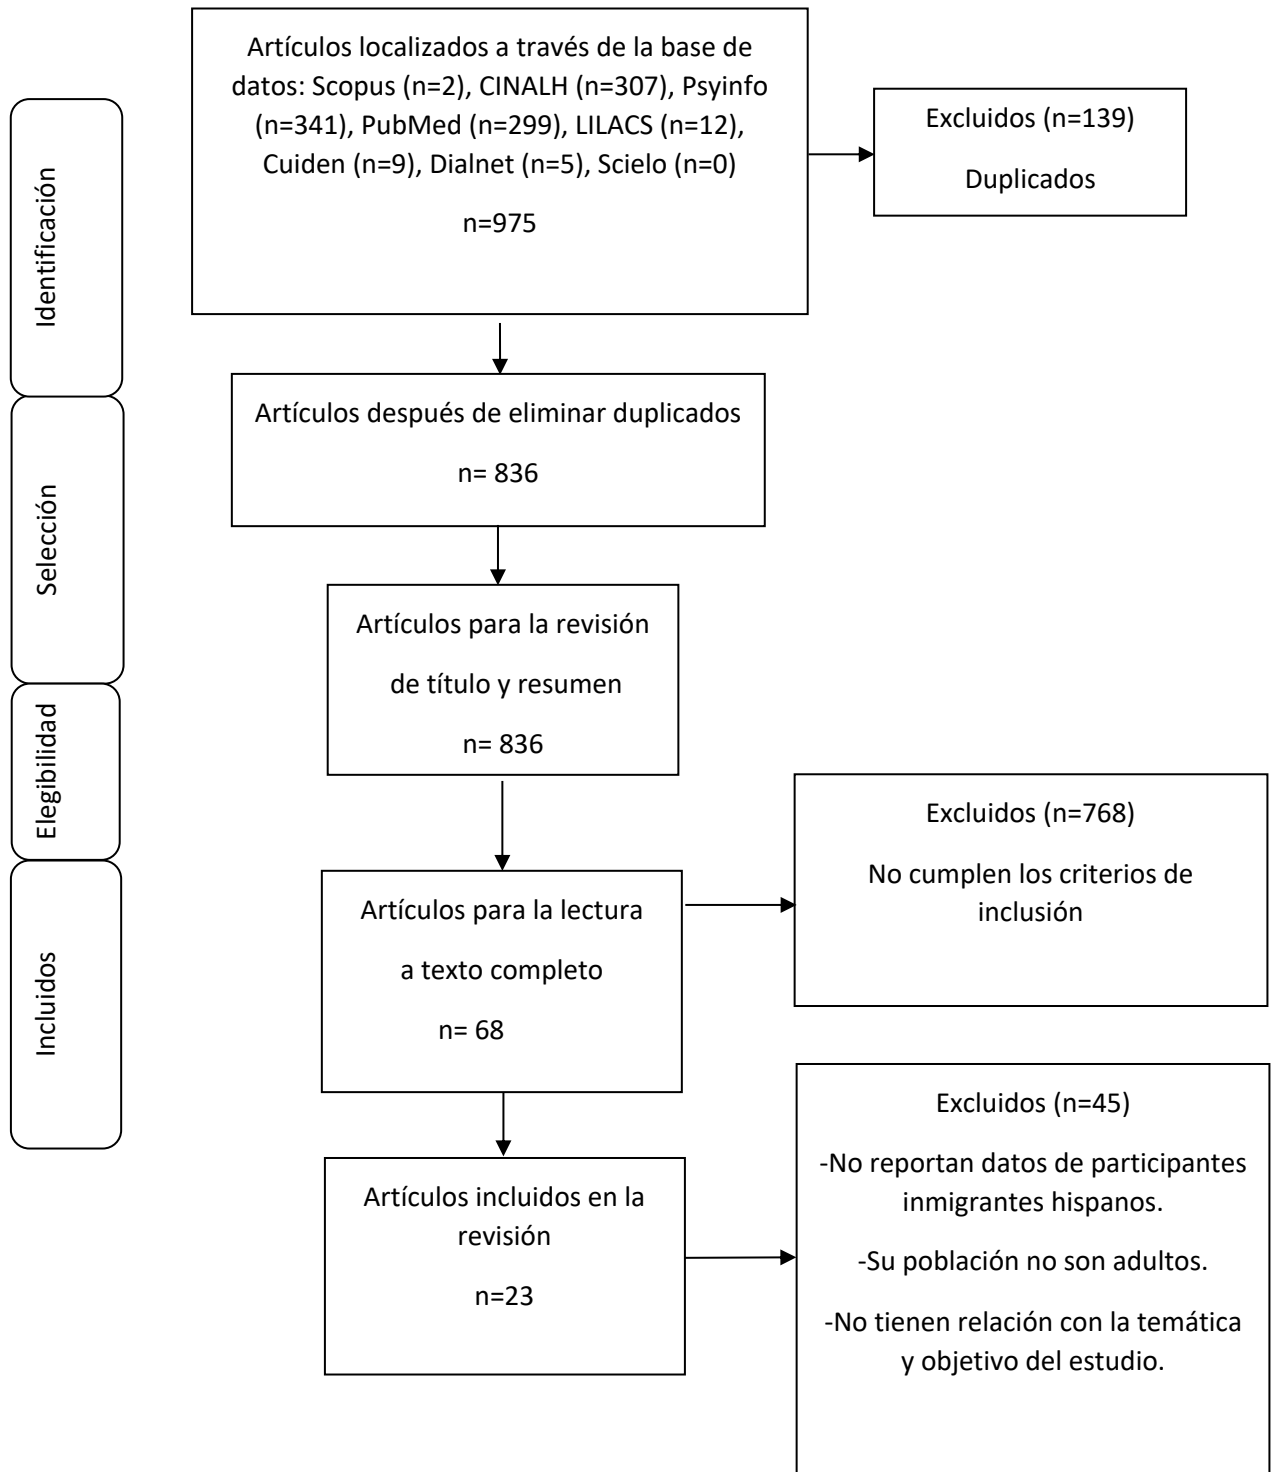 Artículos localizados a través de la base de
datos: Scopus (n=2), CINALH (n=307), Psyinfo
(n=341), PubMed (n=299), LILACS (n=12),
Cuiden (n=9), Dialnet (n=5), Scielo (n=0)
n=975
Excluidos (n=139)
Duplicados
Identificación
Artículos después de eliminar duplicados
n= 836
Selección
Artículos para la revisión
de título y resumen
n= 836
Elegibilidad
Excluidos (n=768)
No cumplen los criterios de
inclusión
Artículos para la lectura
a texto completo
n= 68
Incluidos
Excluidos (n=45)
-No reportan datos de participantes
inmigrantes hispanos.
-Su población no son adultos.
-No tienen relación con la temática
y objetivo del estudio.
Artículos incluidos en la
revisión
n=23